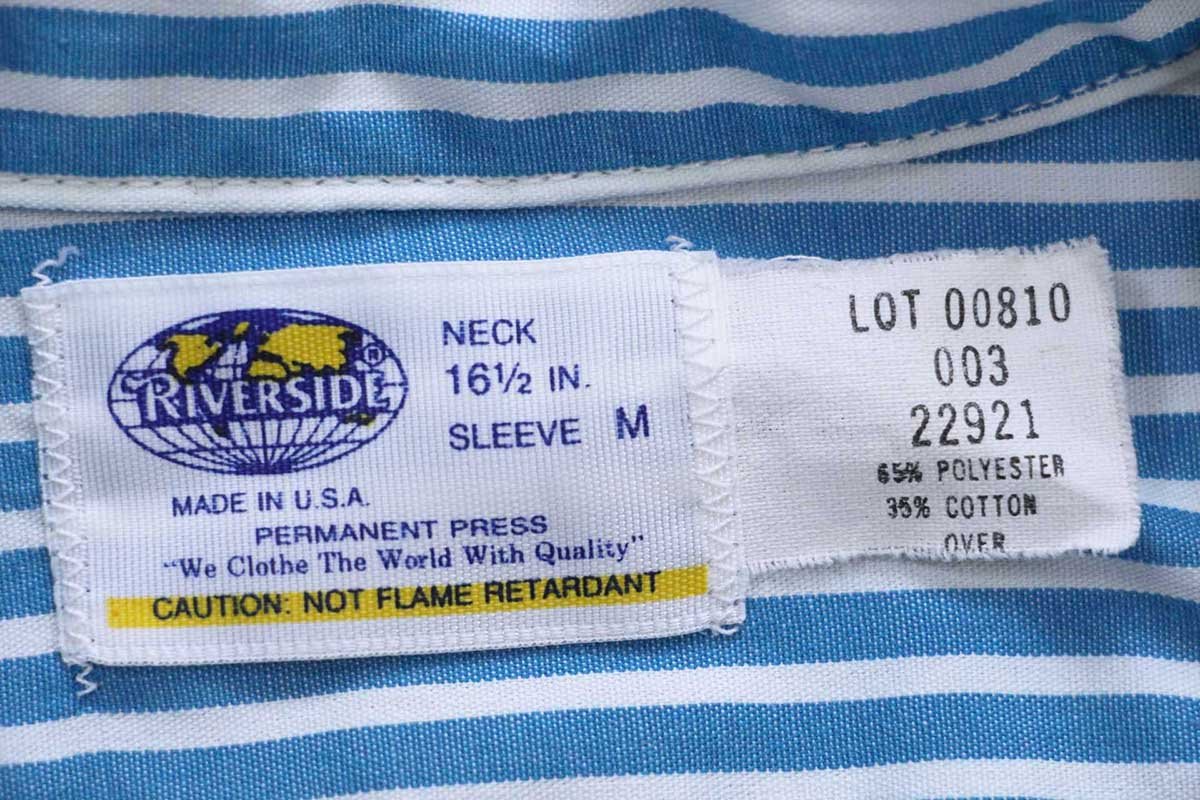 RIVERSIDE ®
NECK
16½ IN.
SLEEVE M
MADE IN U.S.A.
PERMANENT PRESS
"We Clothe The World With Quality"
CAUTION: NOT FLAME RETARDANT
LOT 00810
003
22921
65% POLYESTER
35% COTTON
OVER